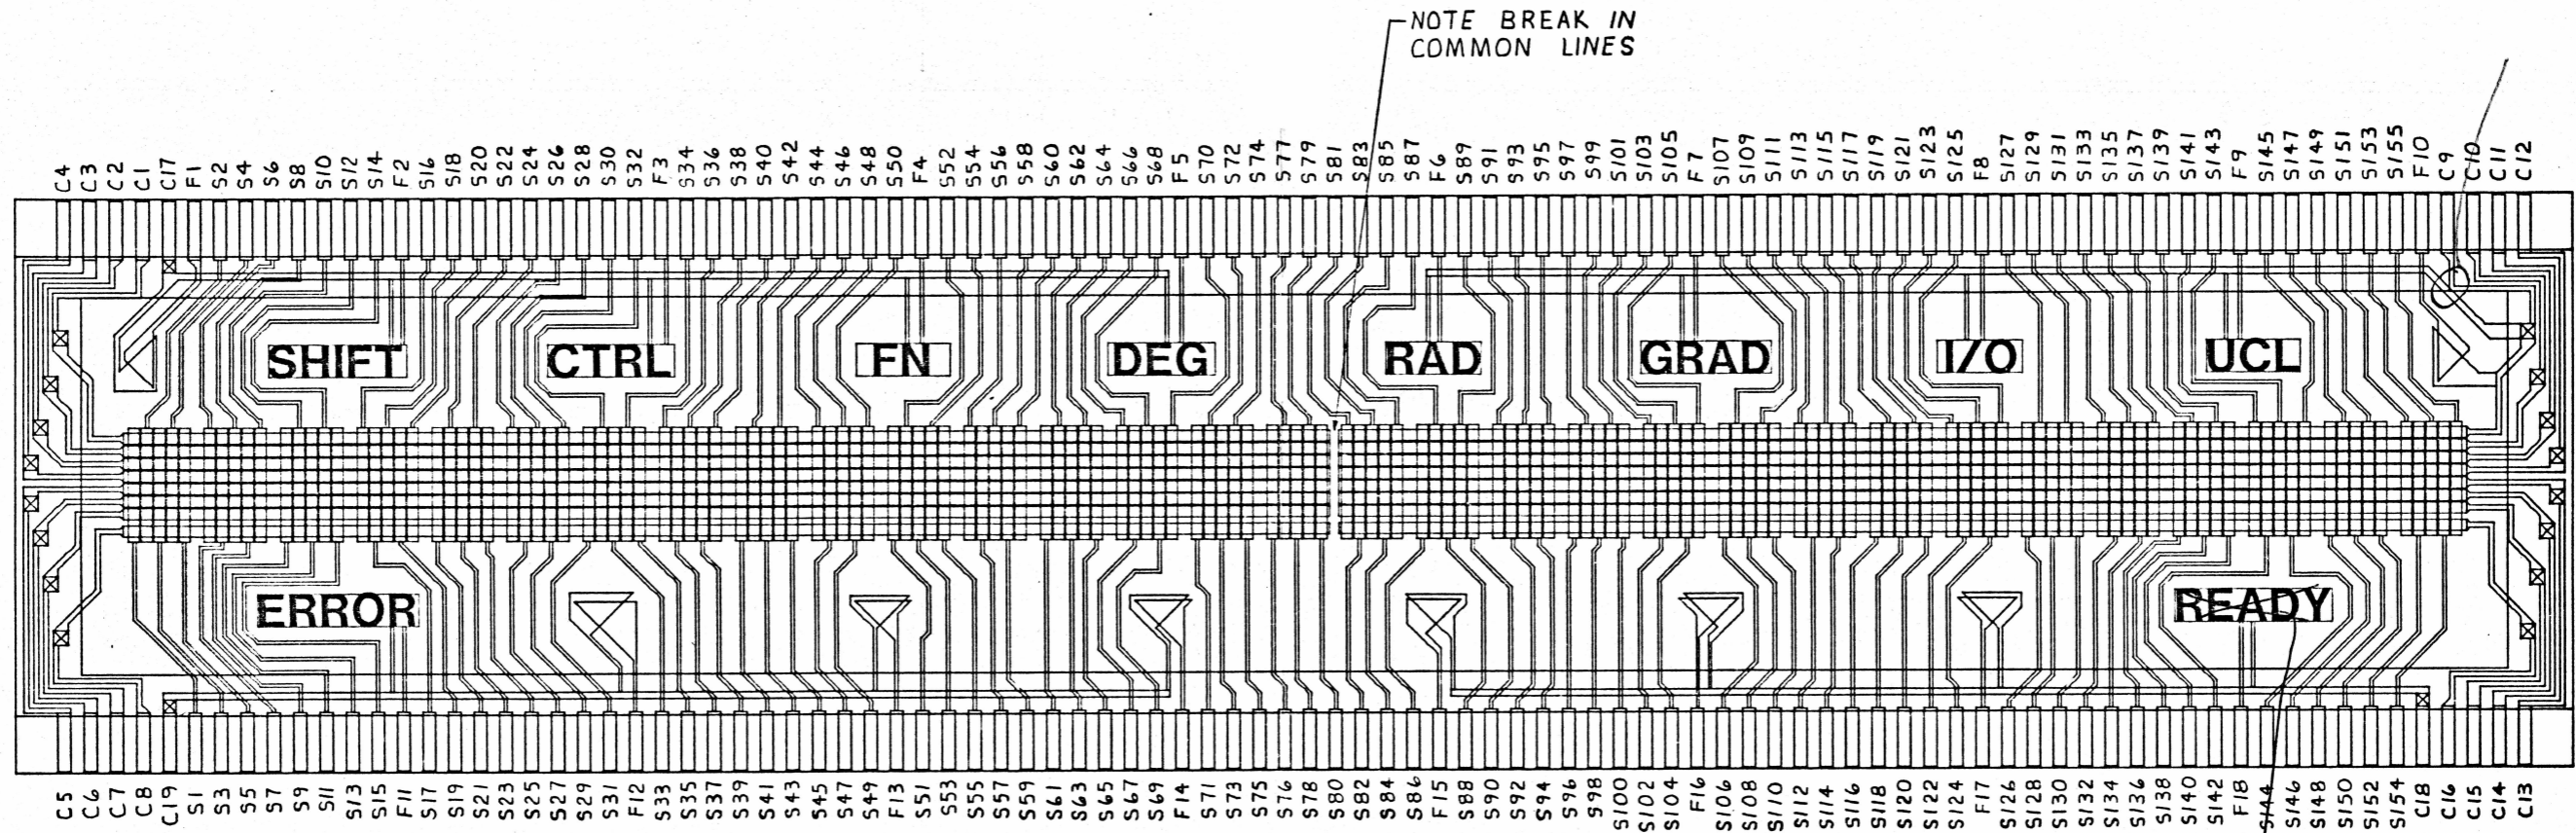 NOTE BREAK IN
COMMON LINES
C4 C3 C2 C1 C17 F1 S2 S4 S6 S8 S10 S12 S14 F2 S16 S18 S20 S22 S24 S26 S28 S30 S32 F3 S34 S36 S38 S40 S42 S44 S46 S48 S50 F4 S52 S54 S56 S58 S60 S62 S64 S66 S68 F5 S70 S72 S74 S77 S79 S81 S83 S85 S87 F6 S89 S91 S93 S95 S97 S99 S101 S103 S105 F7 S107 S109 S111 S113 S115 S117 S119 S121 S123 S125 F8 S127 S129 S131 S133 S135 S137 S139 S141 S143 F9 S145 S147 S149 S151 S153 S155 F10 C9 C10 C11 C12
SHIFT CTRL FN DEG RAD GRAD I/O UCL
ERROR READY
C5 C6 C7 C8 C19 S1 S3 S5 S7 S9 S11 S13 S15 F11 S17 S19 S21 S23 S25 S27 S29 S31 F12 S33 S35 S37 S39 S41 S43 S45 S47 S49 F13 S51 S53 S55 S57 S59 S61 S63 S65 S67 S69 F14 S71 S73 S75 S76 S78 S80 S82 S84 S86 F15 S88 S90 S92 S94 S96 S98 S100 S102 S104 F16 S106 S108 S110 S112 S114 S116 S118 S120 S122 S124 F17 S126 S128 S130 S132 S134 S136 S138 S140 S142 F18 S144 S146 S148 S150 S152 S154 C18 C16 C15 C14 C13